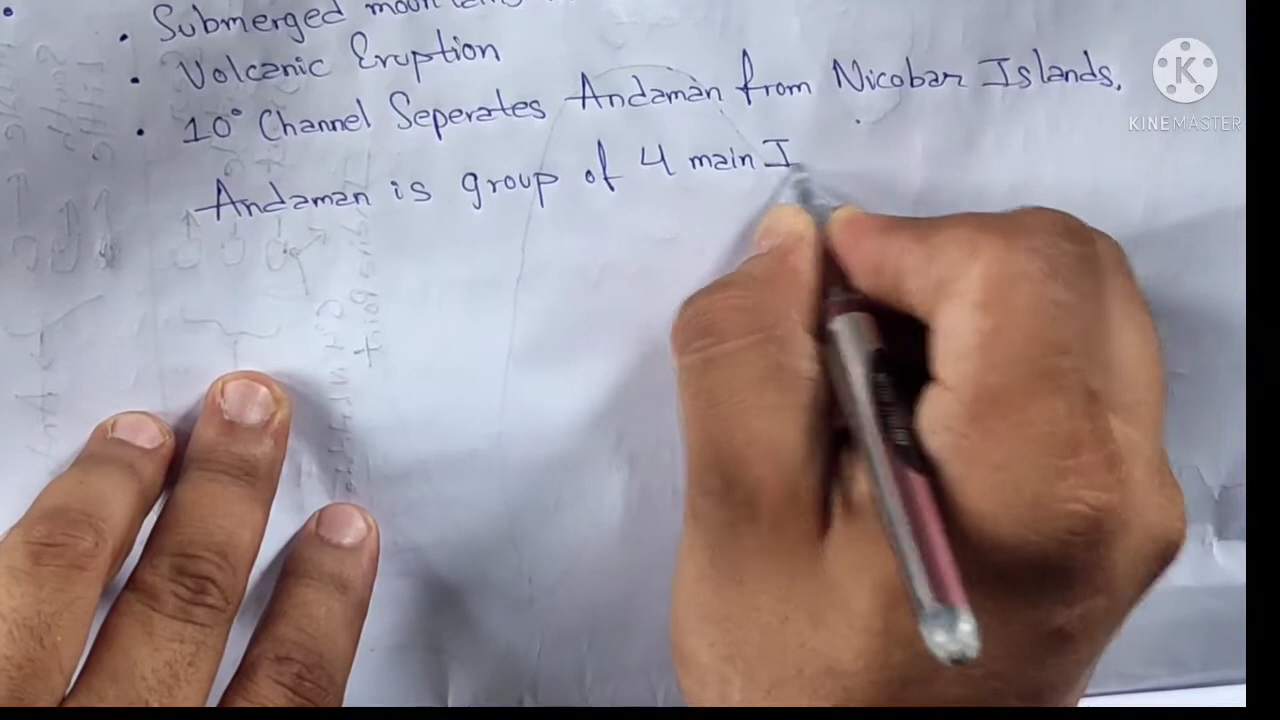 • Submerged
• Volcanic Eruption
• 10° Channel Seperates Andaman from Nicobar Islands.
Andaman is group of 4 main I
K
KINEMASTER